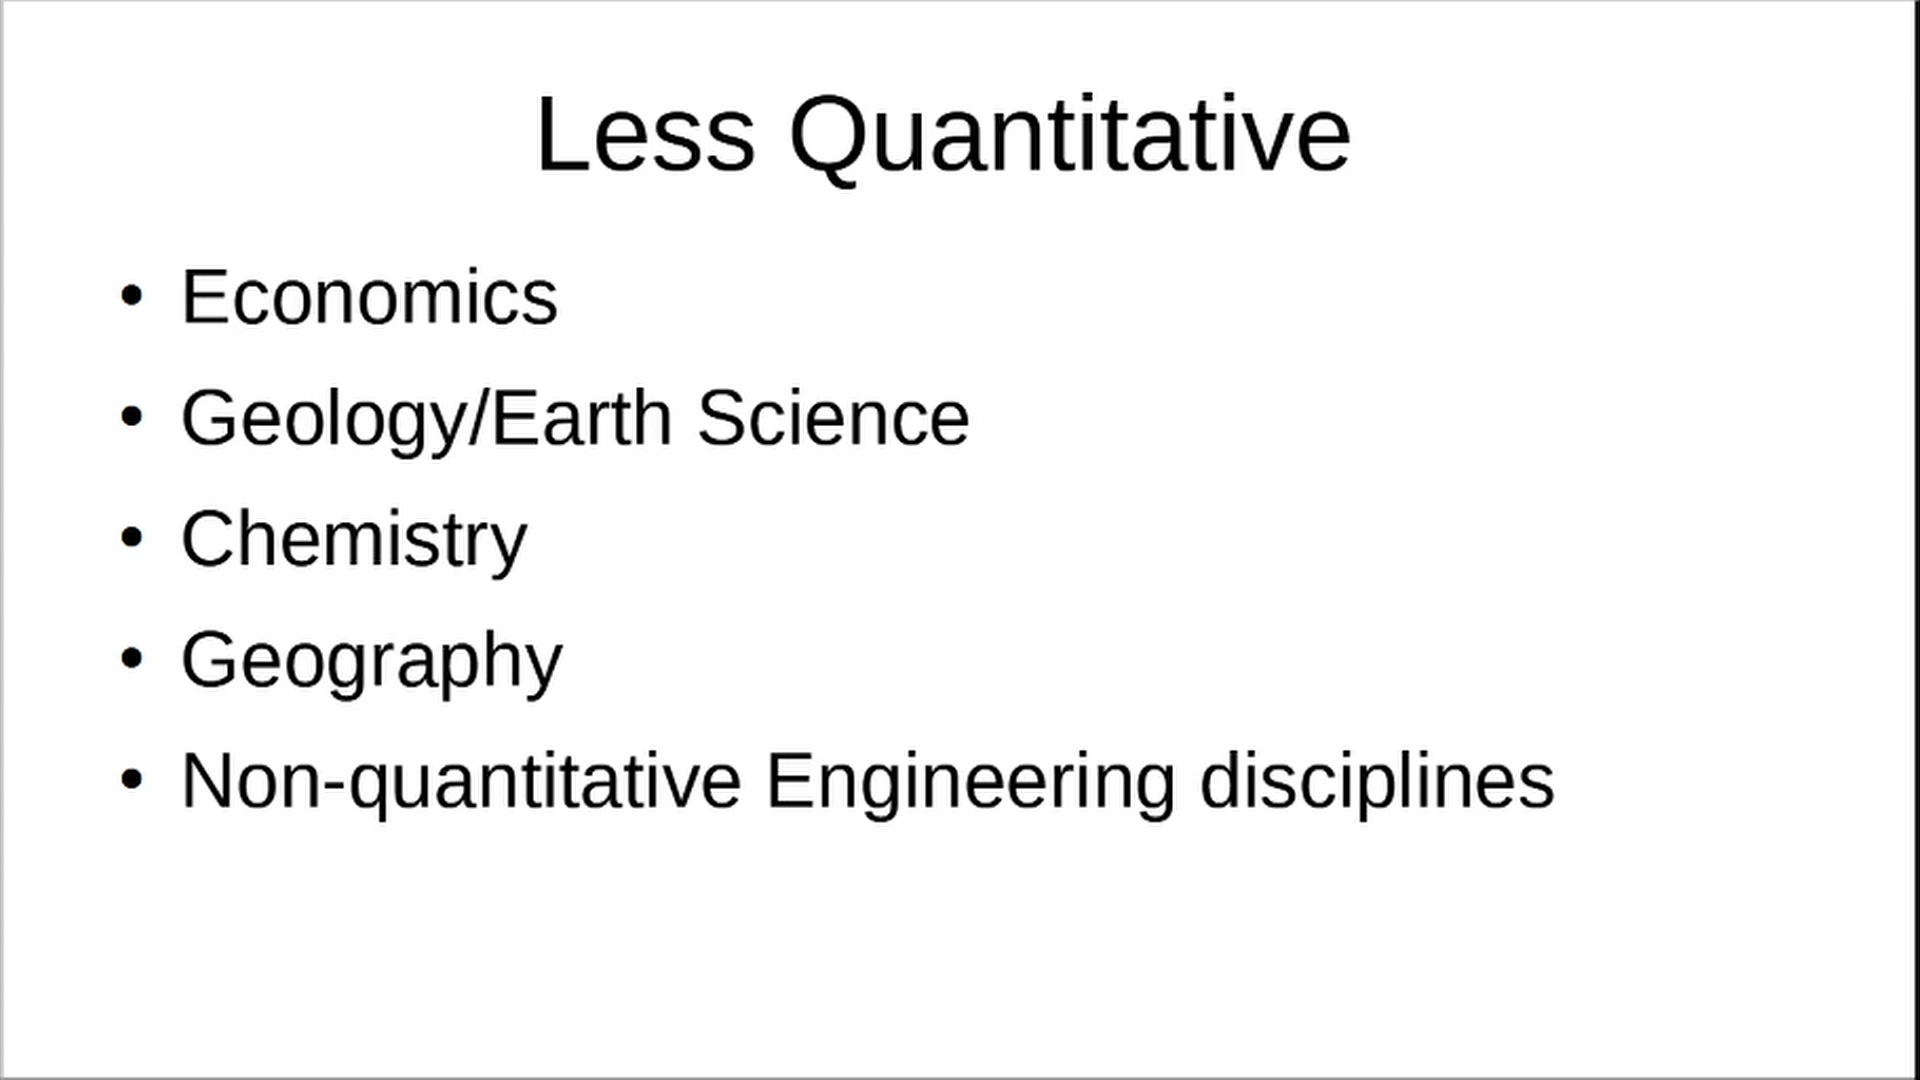 Less Quantitative
• Economics
• Geology/Earth Science
• Chemistry
• Geography
• Non-quantitative Engineering disciplines